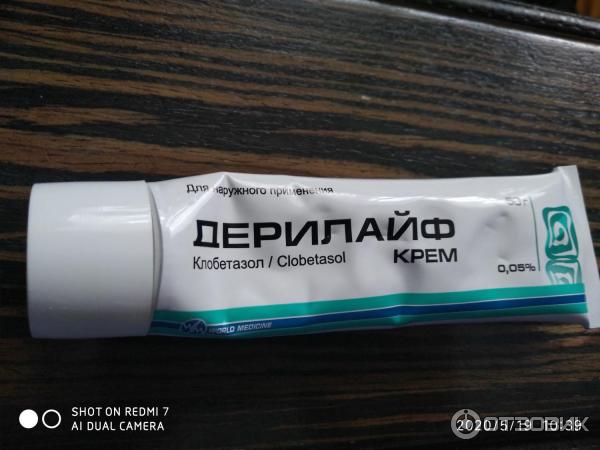 Для наружного применения
50 г
ДЕРИЛАЙФ
Клобетазол / Clobetasol
КРЕМ
0,05%
WORLD MEDICINE
SHOT ON REDMI 7
AI DUAL CAMERA
ОТЗОВИК
2020/5/19 10:39